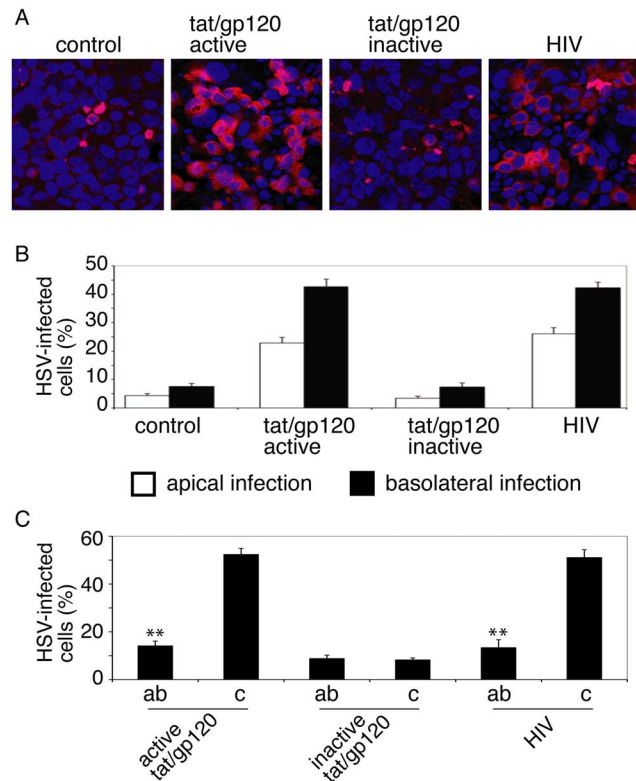 A
control
tat/gp120 active
tat/gp120 inactive
HIV
B
HSV-infected cells (%)
50
40
30
20
10
0
control
tat/gp120 active
tat/gp120 inactive
HIV
apical infection
basolateral infection
C
HSV-infected cells (%)
60
40
20
0
**
**
ab
c
ab
c
ab
c
active tat/gp120
inactive tat/gp120
HIV